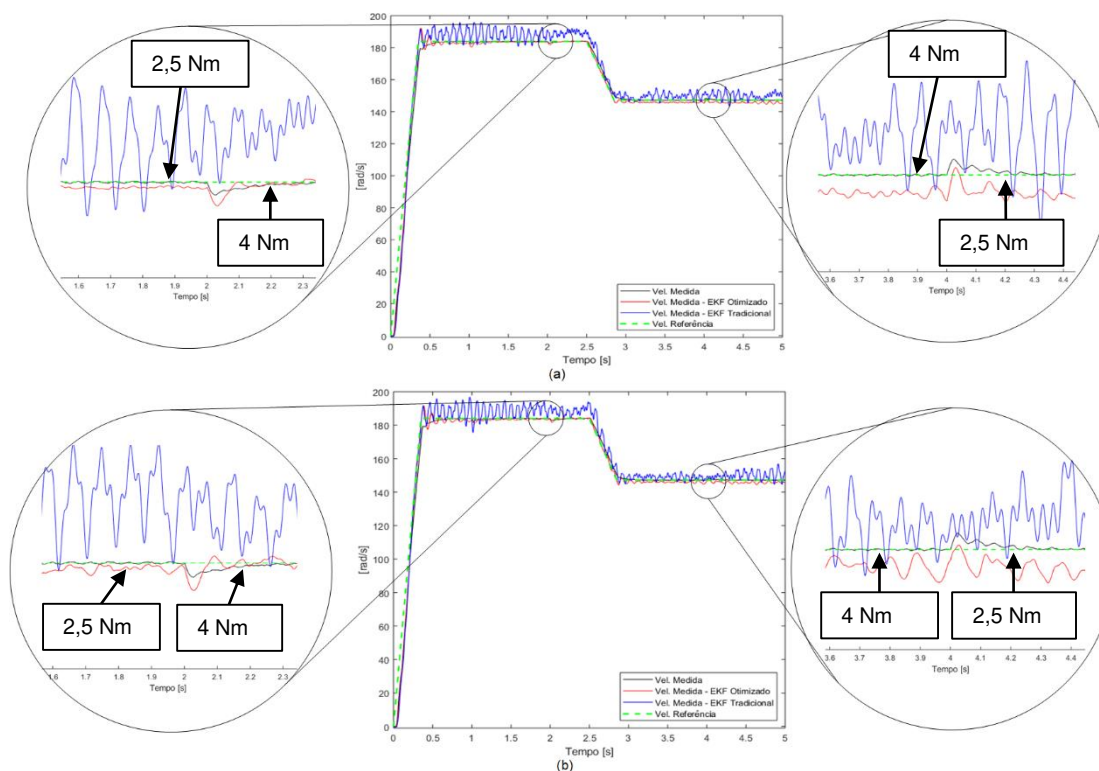 2,5 Nm
4 Nm
1.6 1.7 1.8 1.9 2 2.1 2.2 2.3
Tempo [s]
200
180
160
140
120
100
80
60
40
20
0
[rad/s]
Vel. Medida
Vel. Medida - EKF Otimizado
Vel. Medida - EKF Tradicional
Vel. Referência
0 0.5 1 1.5 2 2.5 3 3.5 4 4.5 5
Tempo [s]
(a)
4 Nm
2,5 Nm
3.6 3.7 3.8 3.9 4 4.1 4.2 4.3 4.4
Tempo [s]
2,5 Nm
4 Nm
1.6 1.7 1.8 1.9 2 2.1 2.2 2.3
Tempo [s]
200
180
160
140
120
100
80
60
40
20
0
[rad/s]
Vel. Medida
Vel. Medida - EKF Otimizado
Vel. Medida - EKF Tradicional
Vel. Referência
0 0.5 1 1.5 2 2.5 3 3.5 4 4.5 5
Tempo [s]
(b)
4 Nm
2,5 Nm
3.6 3.7 3.8 3.9 4 4.1 4.2 4.3 4.4
Tempo [s]